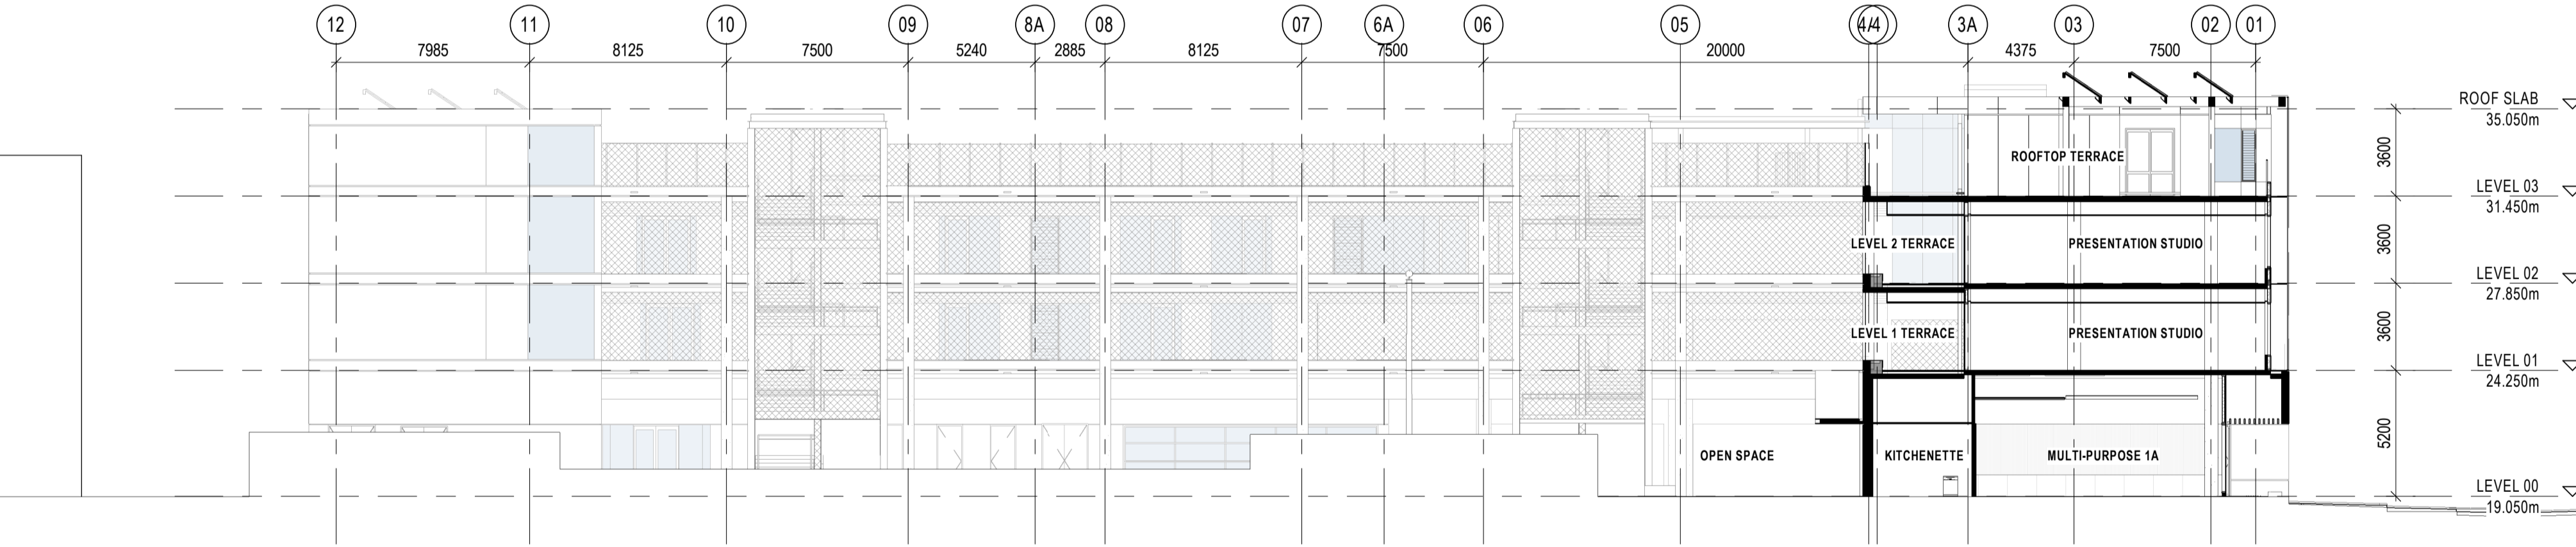 12
11
10
09
8A
08
07
6A
06
05
4A
4
3A
03
02
01
7985
8125
7500
5240
2885
8125
7500
20000
4375
7500
ROOF SLAB
35.050m
3600
ROOFTOP TERRACE
LEVEL 03
31.450m
3600
LEVEL 2 TERRACE
PRESENTATION STUDIO
LEVEL 02
27.850m
3600
LEVEL 1 TERRACE
PRESENTATION STUDIO
LEVEL 01
24.250m
5200
OPEN SPACE
KITCHENETTE
MULTI-PURPOSE 1A
LEVEL 00
19.050m